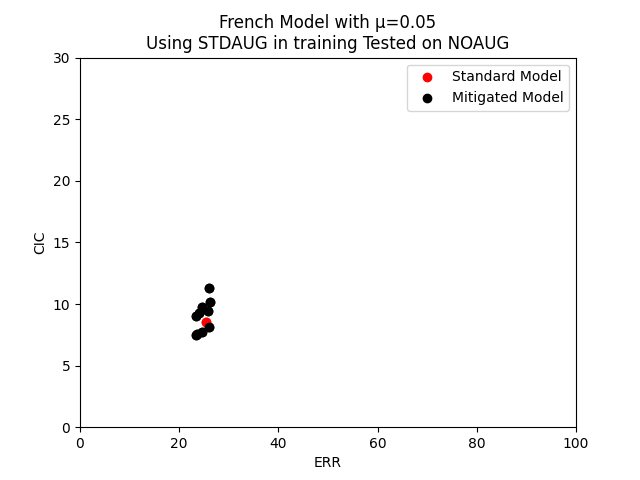 French Model with μ=0.05
Using STDAUG in training Tested on NOAUG
30
25
20
15
10
5
0
CIC
0 20 40 60 80 100
ERR
Standard Model
Mitigated Model